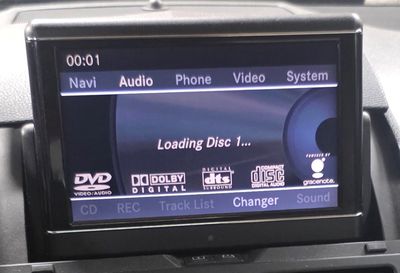 00:01
Navi Audio Phone Video System
Loading Disc 1...
DVD VIDEO/AUDIO
DOLBY DIGITAL
DIGITAL dts SURROUND
COMPACT disc DIGITAL AUDIO
POWERED BY gracenote
CD REC Track List Changer Sound